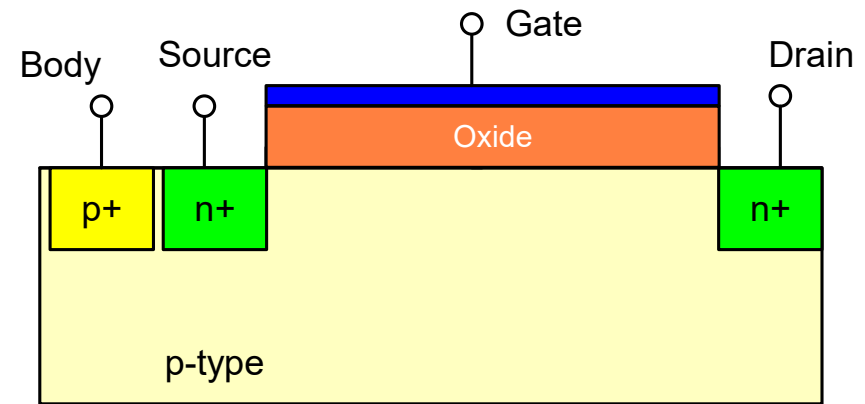 Body
Source
Gate
Drain
Oxide
p+
n+
n+
p-type